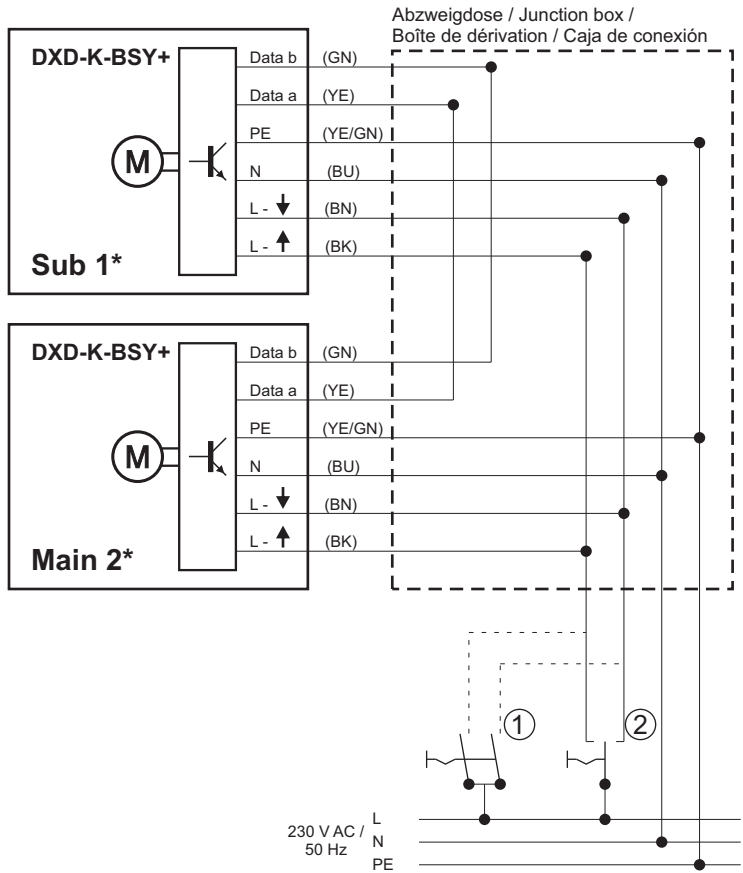 Abzweigdose / Junction box /
Boîte de dérivation / Caja de conexión
DXD-K-BSY+
Data b (GN)
Data a (YE)
PE (YE/GN)
M
N (BU)
L - (BN)
L - (BK)
Sub 1*
DXD-K-BSY+
Data b (GN)
Data a (YE)
PE (YE/GN)
M
N (BU)
L - (BN)
L - (BK)
Main 2*
1 2
L
230 V AC /
50 Hz
N
PE